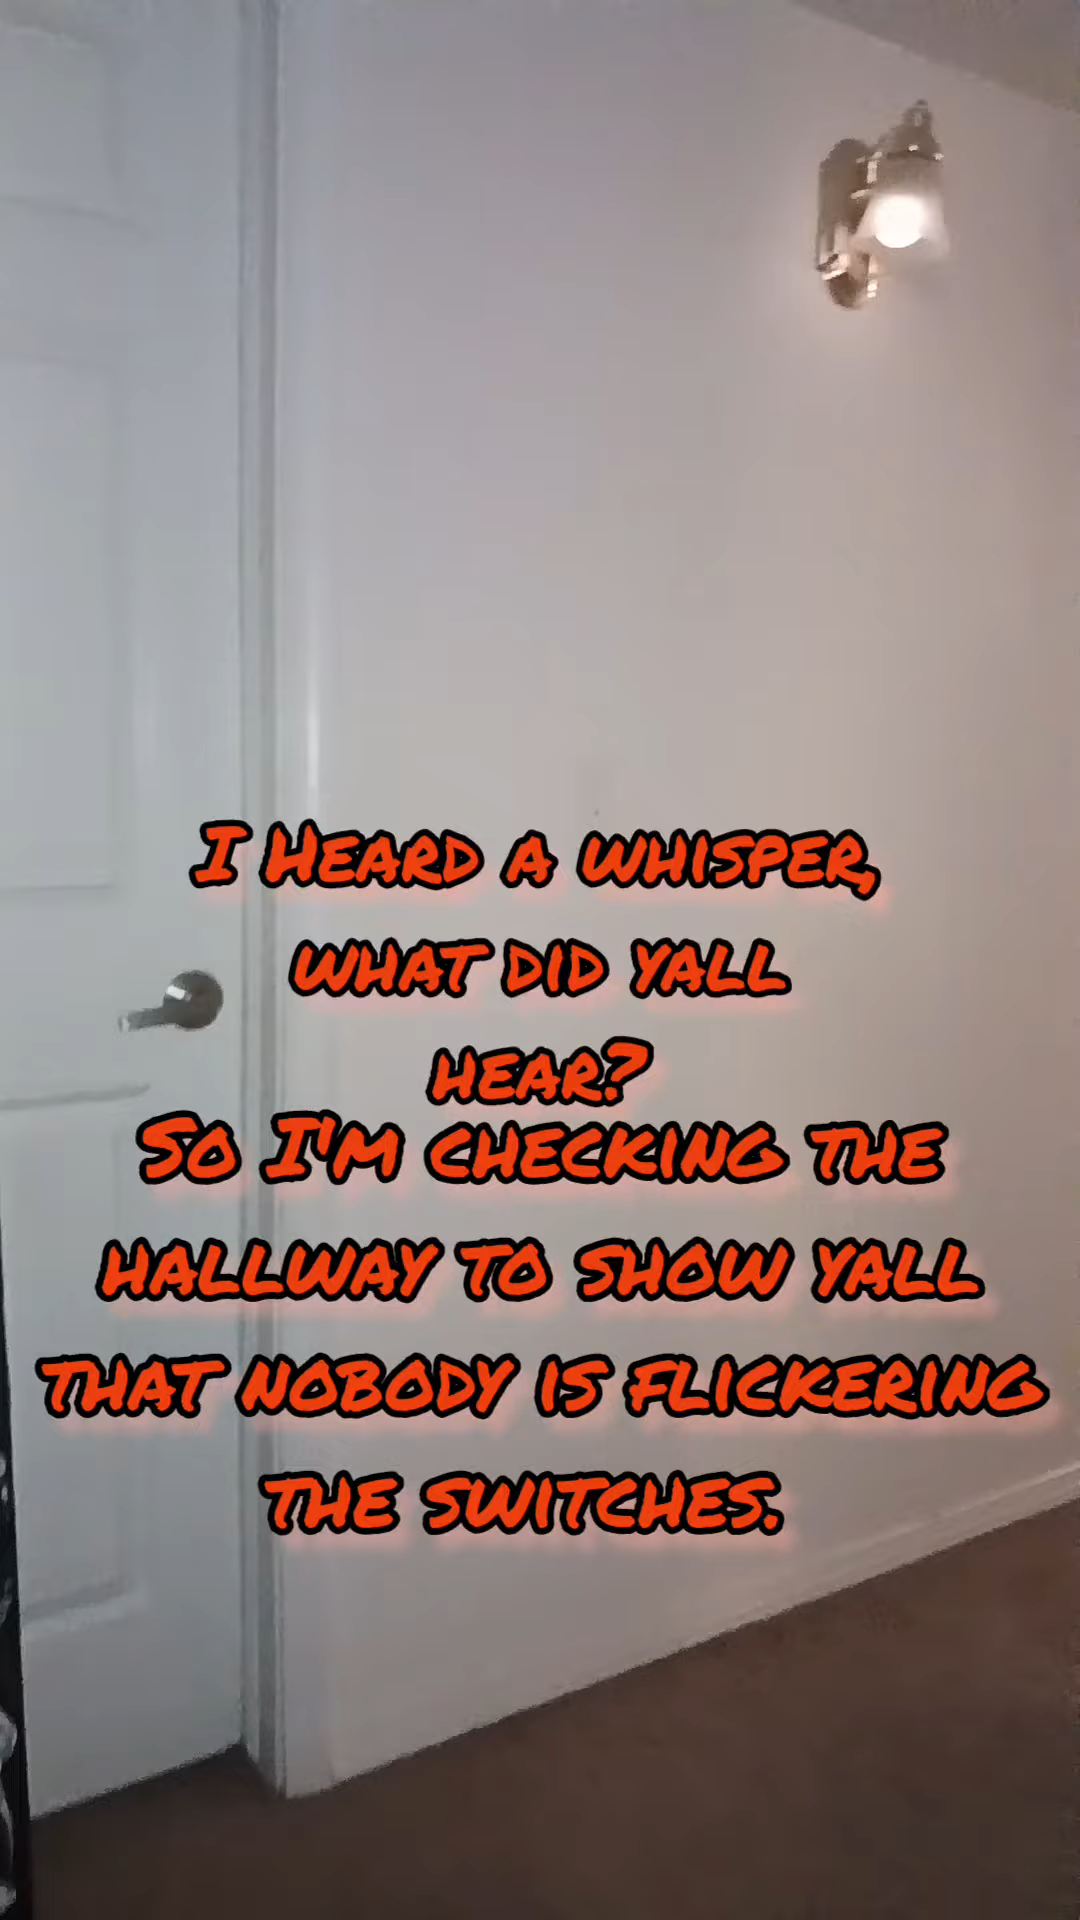 I Heard a whisper,
what did yall
hear?
So I'm checking the
hallway to show yall
that nobody is flickering
the switches.